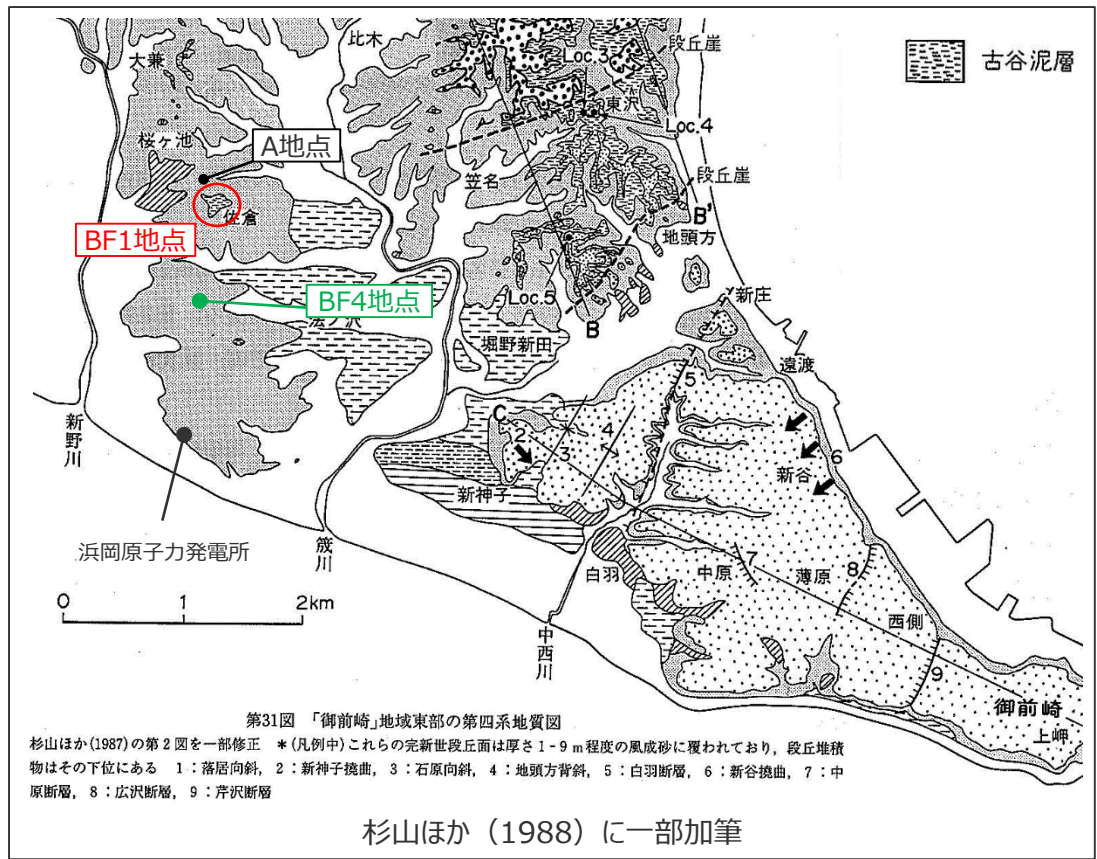 比木
大兼
段丘崖
Loc.3
古谷泥層
東沢
A地点
桜ヶ池
Loc.4
笠名
段丘崖
佐倉
B'
BF1地点
地頭方
Loc.5
新庄
BF4地点
B
堀野新田
遠渡
5
C
2
4
3
6
新谷
新野川
新神子
浜岡原子力発電所
筬川
白羽
7
中原
薄原
8
0 1 2km
西側
中西川
9
御前崎
上岬
第31図 「御前崎」地域東部の第四系地質図
杉山ほか(1987)の第2図を一部修正 *(凡例中)これらの完新世段丘面は厚さ1-9m程度の風成砂に覆われており,段丘堆積
物はその下位にある 1:落居向斜,2:新神子撓曲,3:石原向斜,4:地頭方背斜,5:白羽断層,6:新谷撓曲,7:中
原断層,8:広沢断層,9:芹沢断層
杉山ほか(1988)に一部加筆